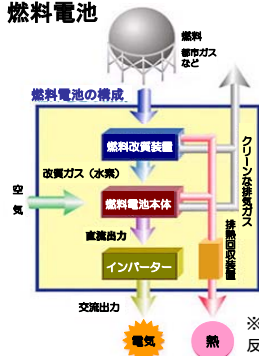 燃料電池
燃料
都市ガス
など
燃料電池の構成
燃料改質装置
改質ガス（水素）
空気
燃料電池本体
直流出力
インバーター
交流出力
電気
熱
排熱回収装置
クリーンな排気ガス
※
反